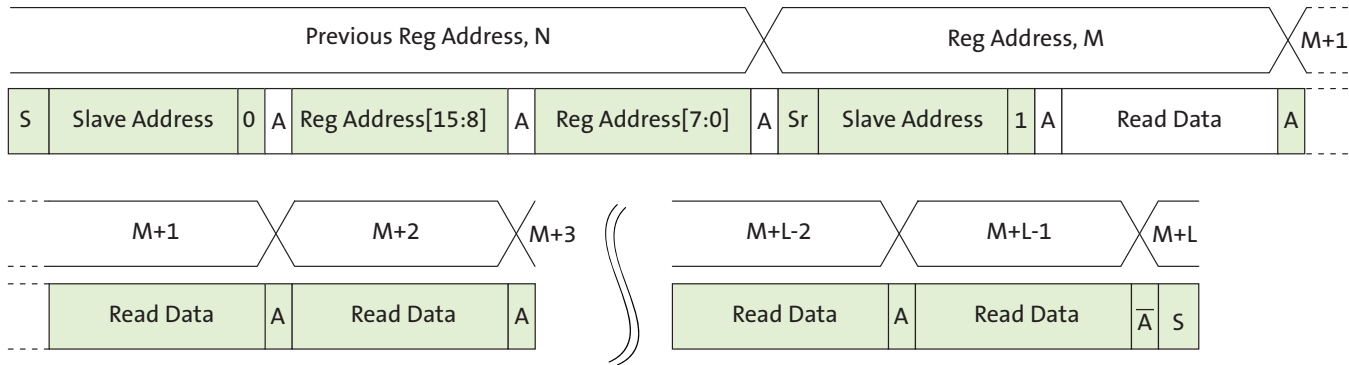 Previous Reg Address, N Reg Address, M M+1
S Slave Address 0 A Reg Address[15:8] A Reg Address[7:0] A Sr Slave Address 1 A Read Data A
M+1 M+2 M+3 M+L-2 M+L-1 M+L
Read Data A Read Data A Read Data A Read Data A̅ S